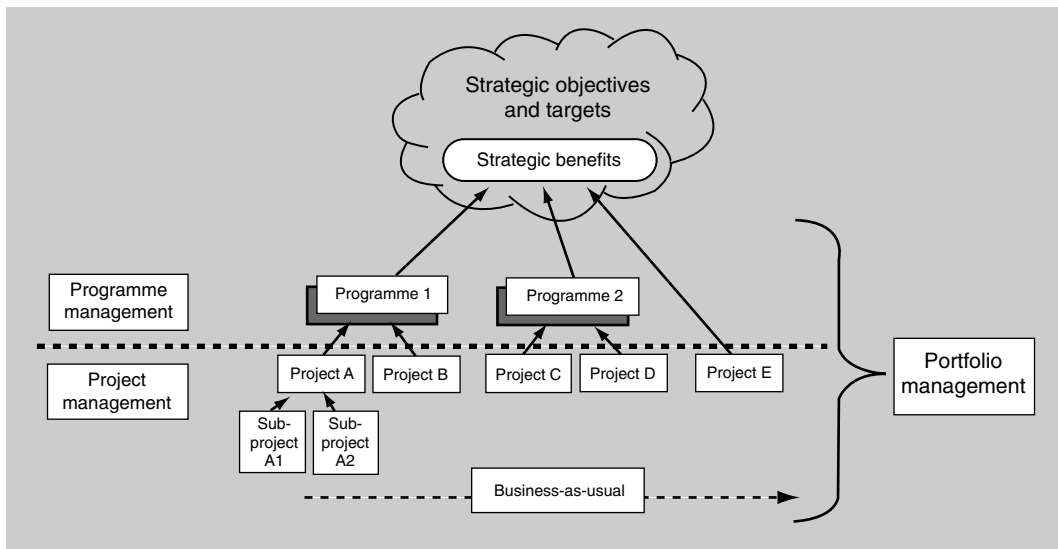 Strategic objectives
and targets
Strategic benefits
Programme
management
Programme 1
Programme 2
Project
management
Project A
Project B
Project C
Project D
Project E
Portfolio
management
Sub-
project
A1
Sub-
project
A2
Business-as-usual